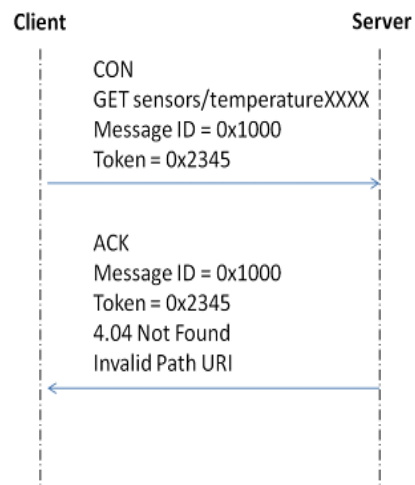 Client
Server
CON
GET sensors/temperatureXXXX
Message ID = 0x1000
Token = 0x2345
ACK
Message ID = 0x1000
Token = 0x2345
4.04 Not Found
Invalid Path URI